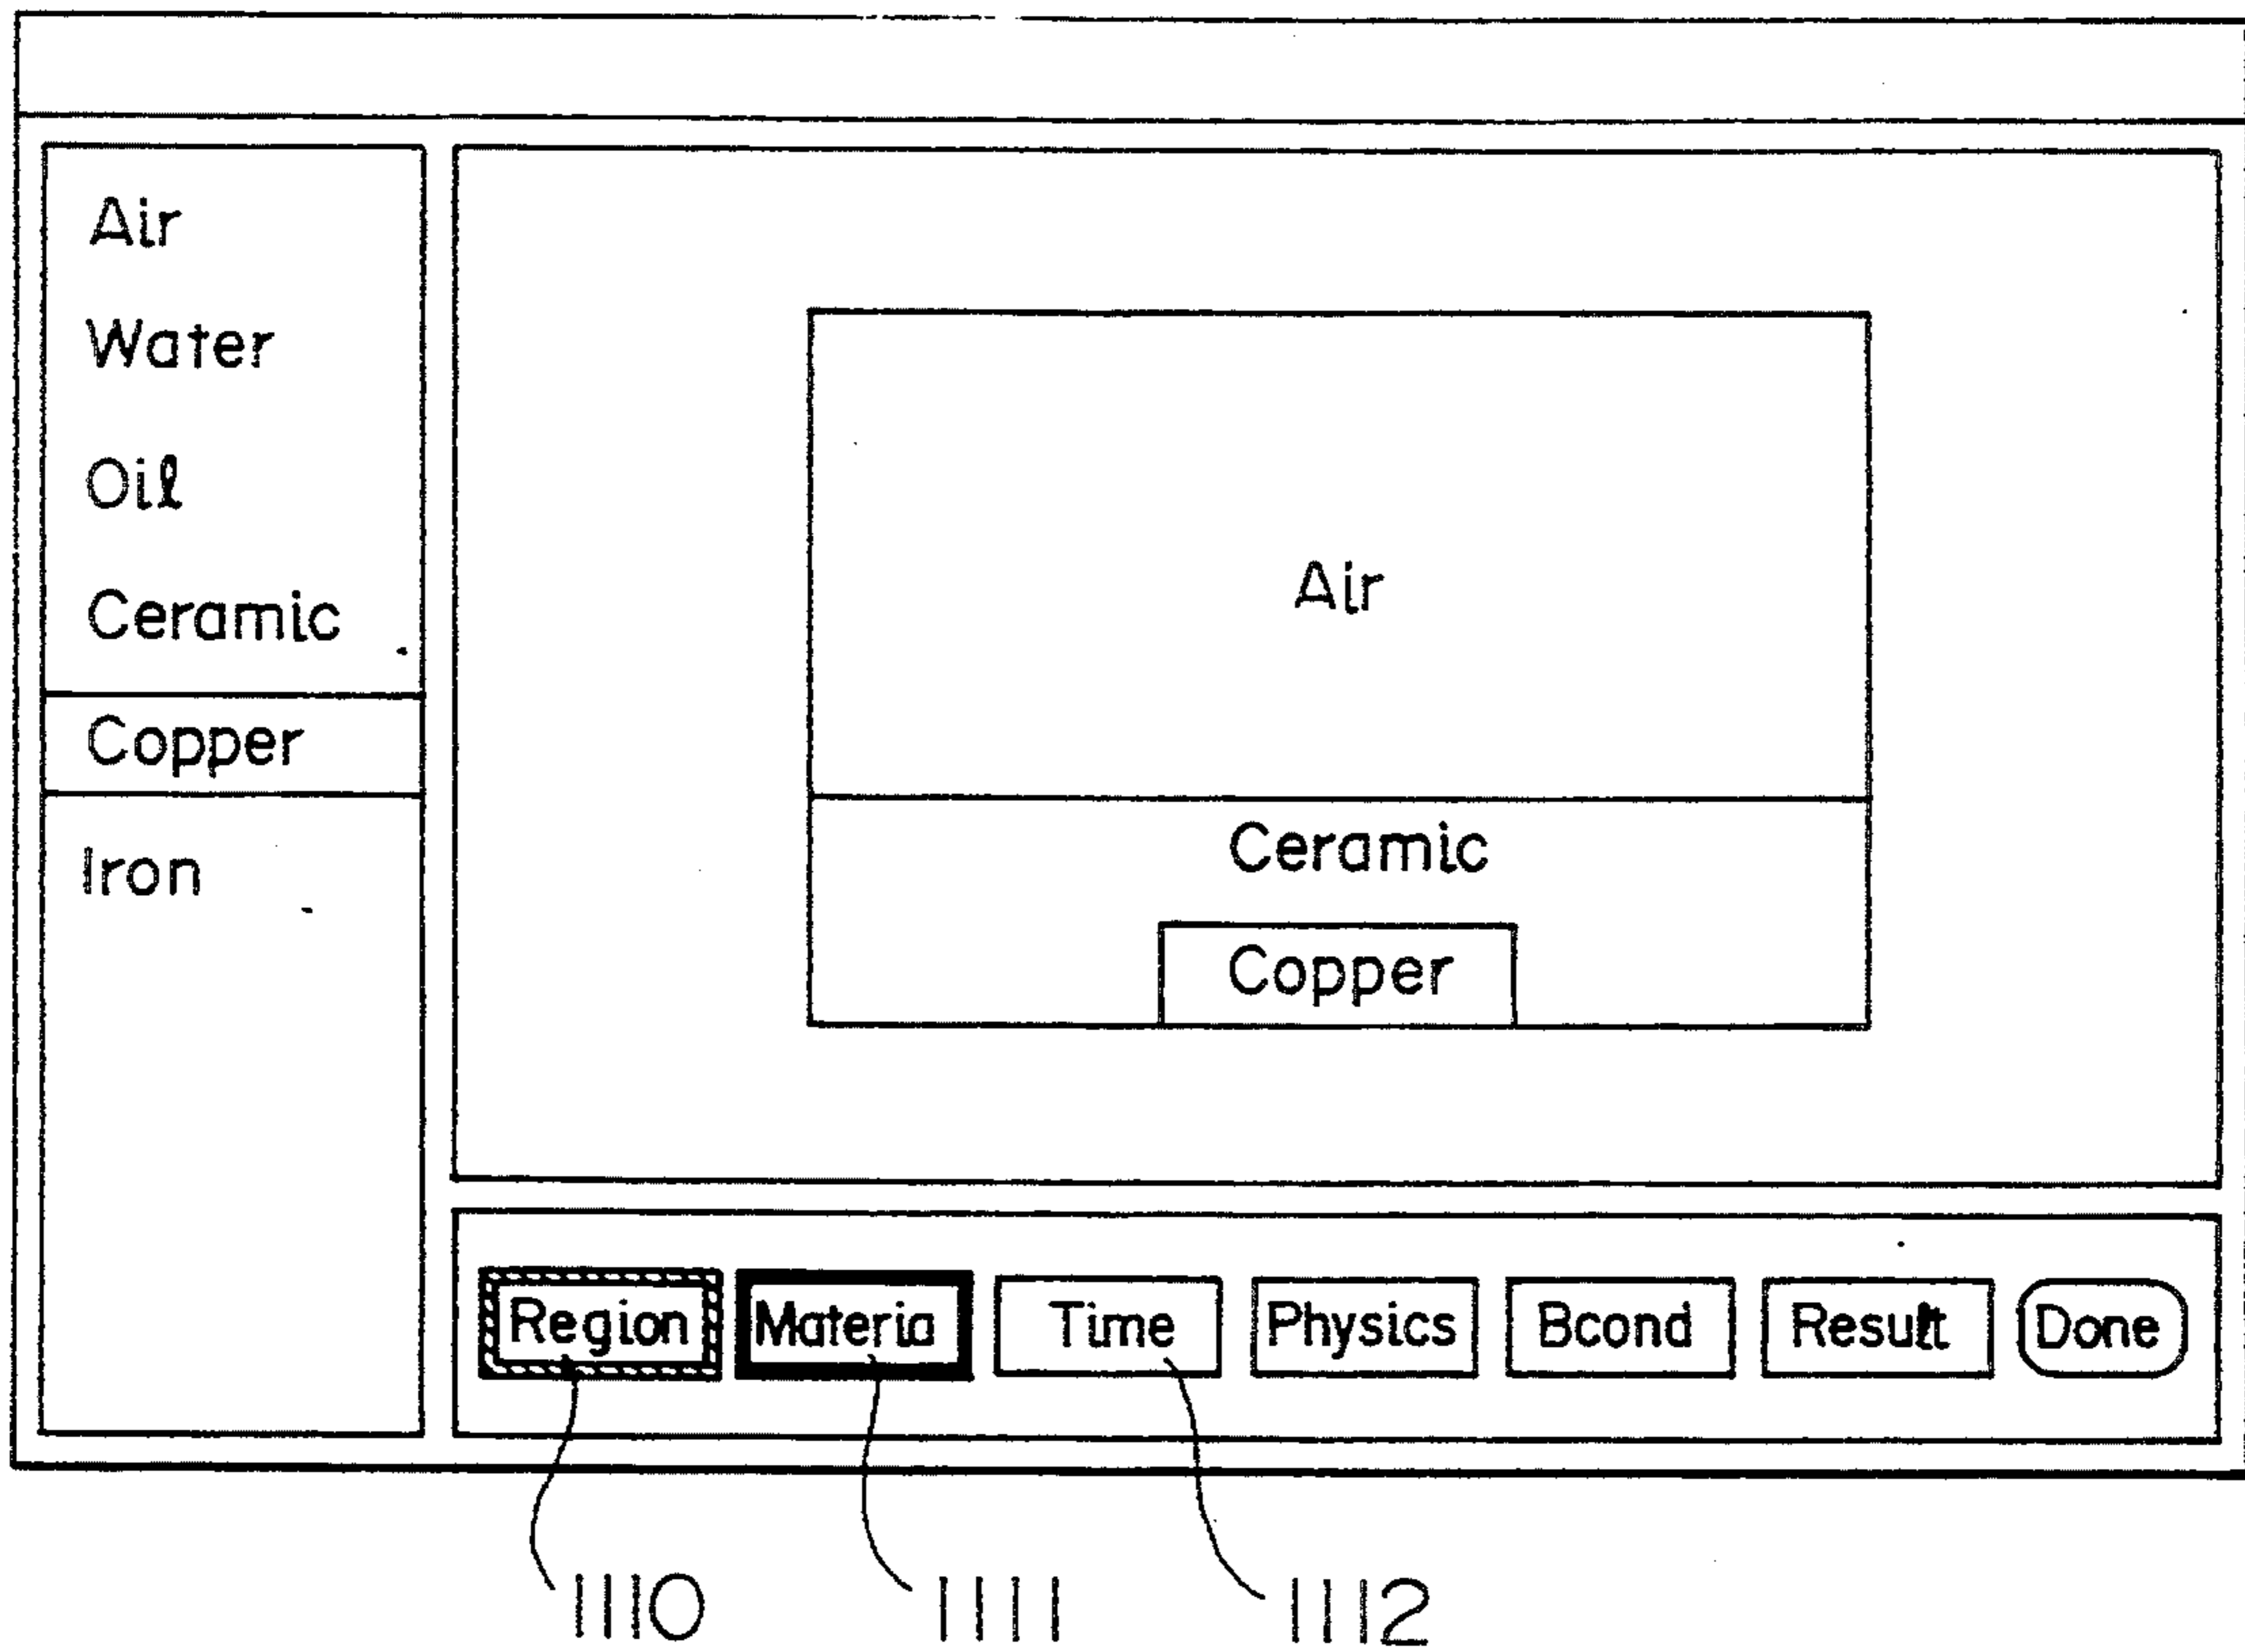 Air
Water
Oil
Ceramic
Copper
Iron
Air
Ceramic
Copper
Region Materia Time Physics Bcond Result Done
1110 1111 1112